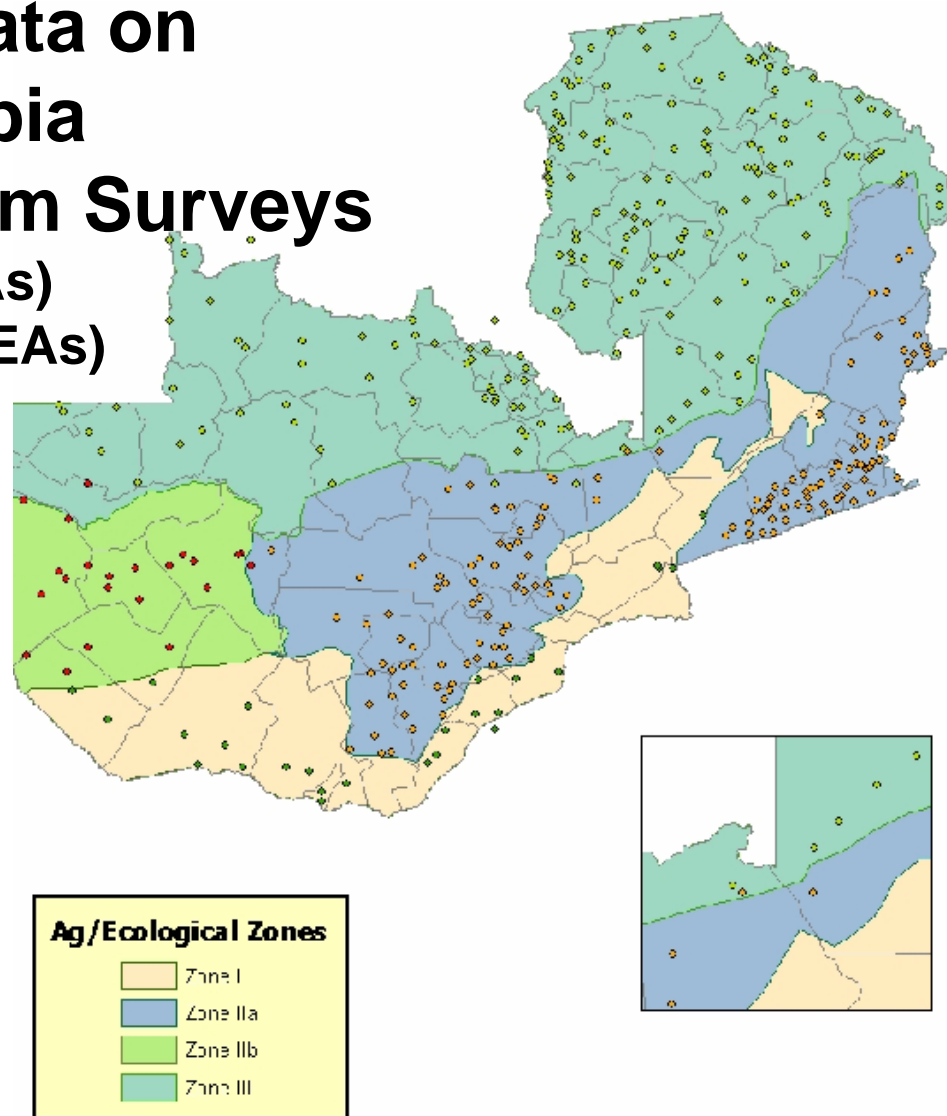 ata on
bia
m Surveys
As)
EAs)
Ag/Ecological Zones
Zone I
Zone IIa
Zone IIb
Zone III